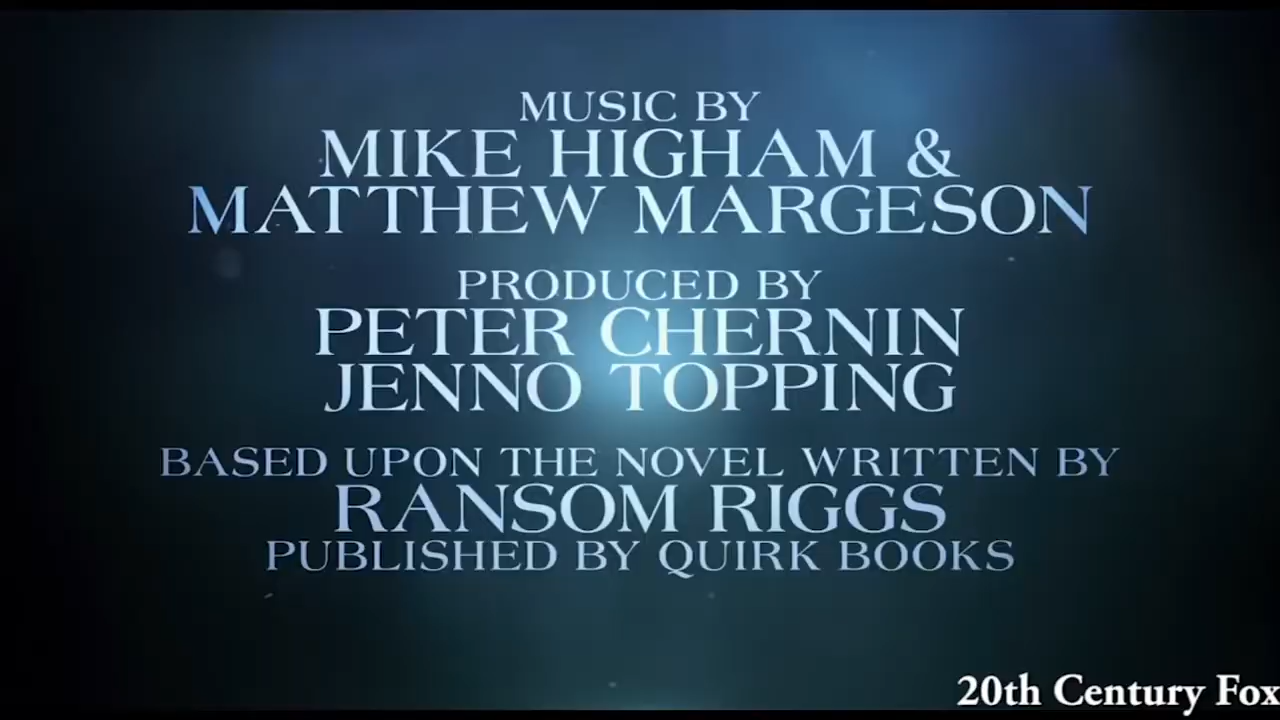 MUSIC BY
MIKE HIGHAM &
MATTHEW MARGESON
PRODUCED BY
PETER CHERNIN
JENNO TOPPING
BASED UPON THE NOVEL WRITTEN BY
RANSOM RIGGS
PUBLISHED BY QUIRK BOOKS
20th Century Fox